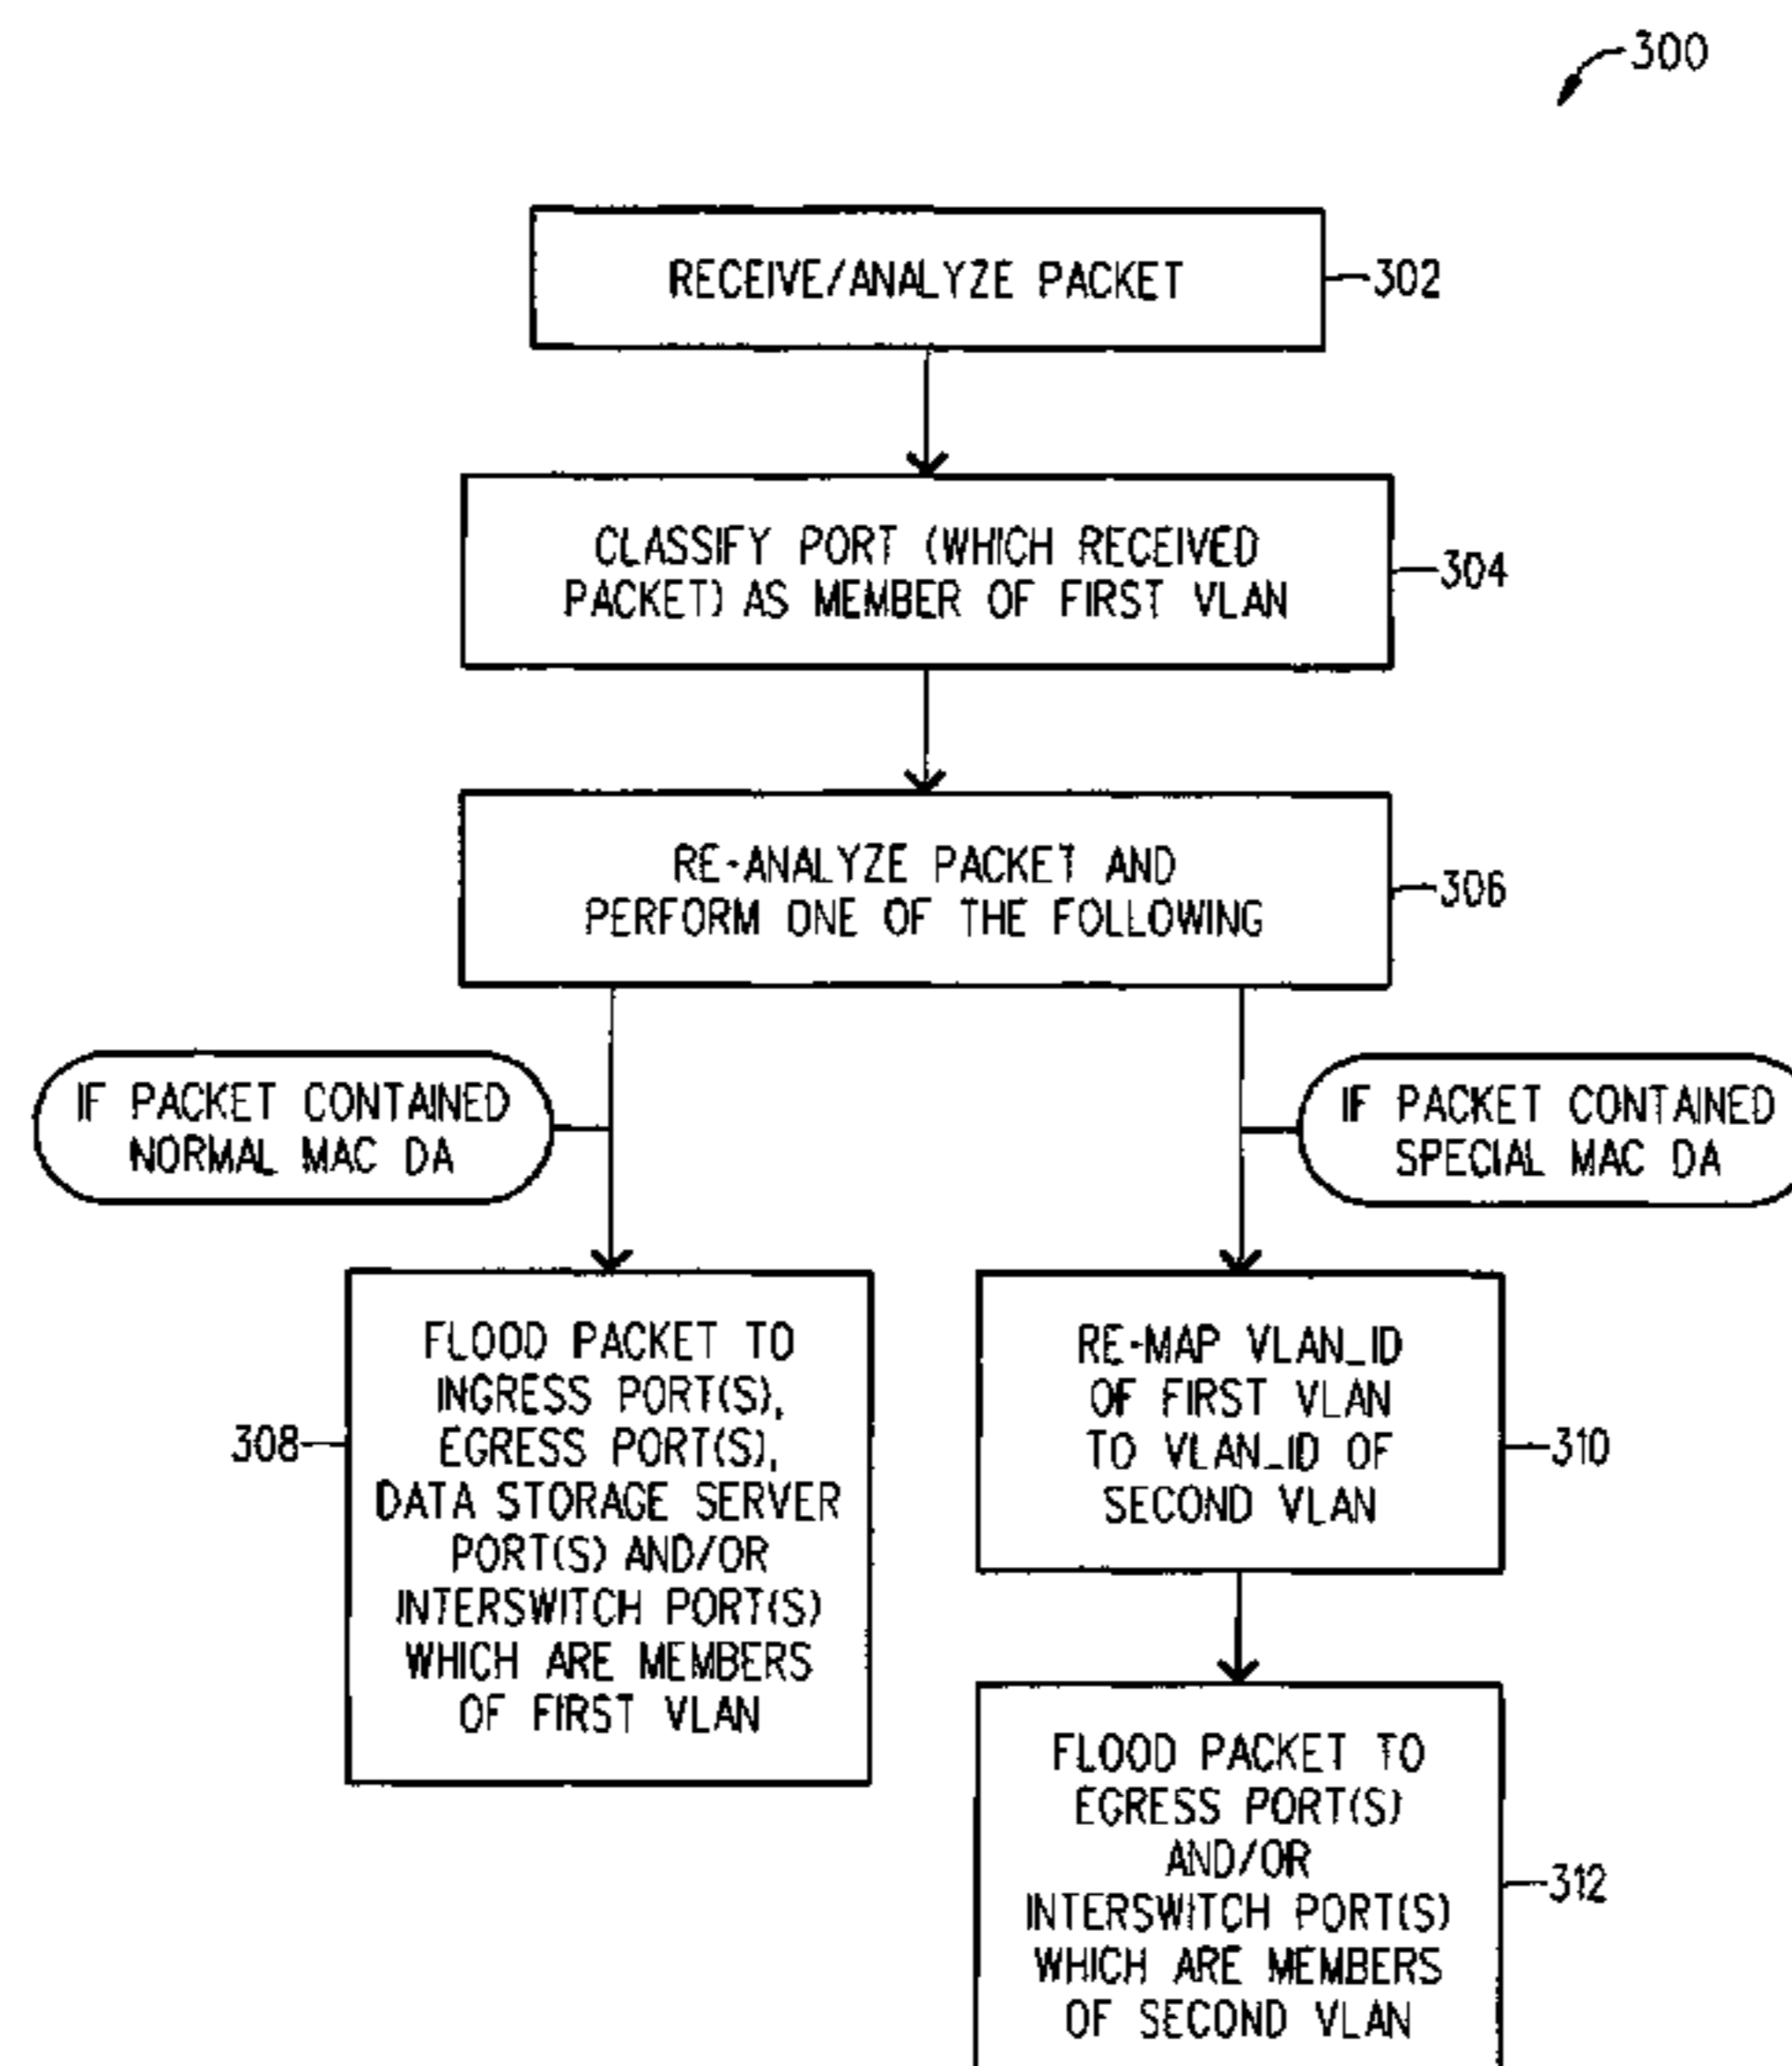 300
RECEIVE/ANALYZE PACKET
302
CLASSIFY PORT (WHICH RECEIVED
PACKET) AS MEMBER OF FIRST VLAN
304
RE-ANALYZE PACKET AND
PERFORM ONE OF THE FOLLOWING
306
IF PACKET CONTAINED
NORMAL MAC DA
IF PACKET CONTAINED
SPECIAL MAC DA
FLOOD PACKET TO
INGRESS PORT(S),
EGRESS PORT(S),
DATA STORAGE SERVER
PORT(S) AND/OR
INTERSWITCH PORT(S)
WHICH ARE MEMBERS
OF FIRST VLAN
308
RE-MAP VLAN_ID
OF FIRST VLAN
TO VLAN_ID OF
SECOND VLAN
310
FLOOD PACKET TO
EGRESS PORT(S)
AND/OR
INTERSWITCH PORT(S)
WHICH ARE MEMBERS
OF SECOND VLAN
312